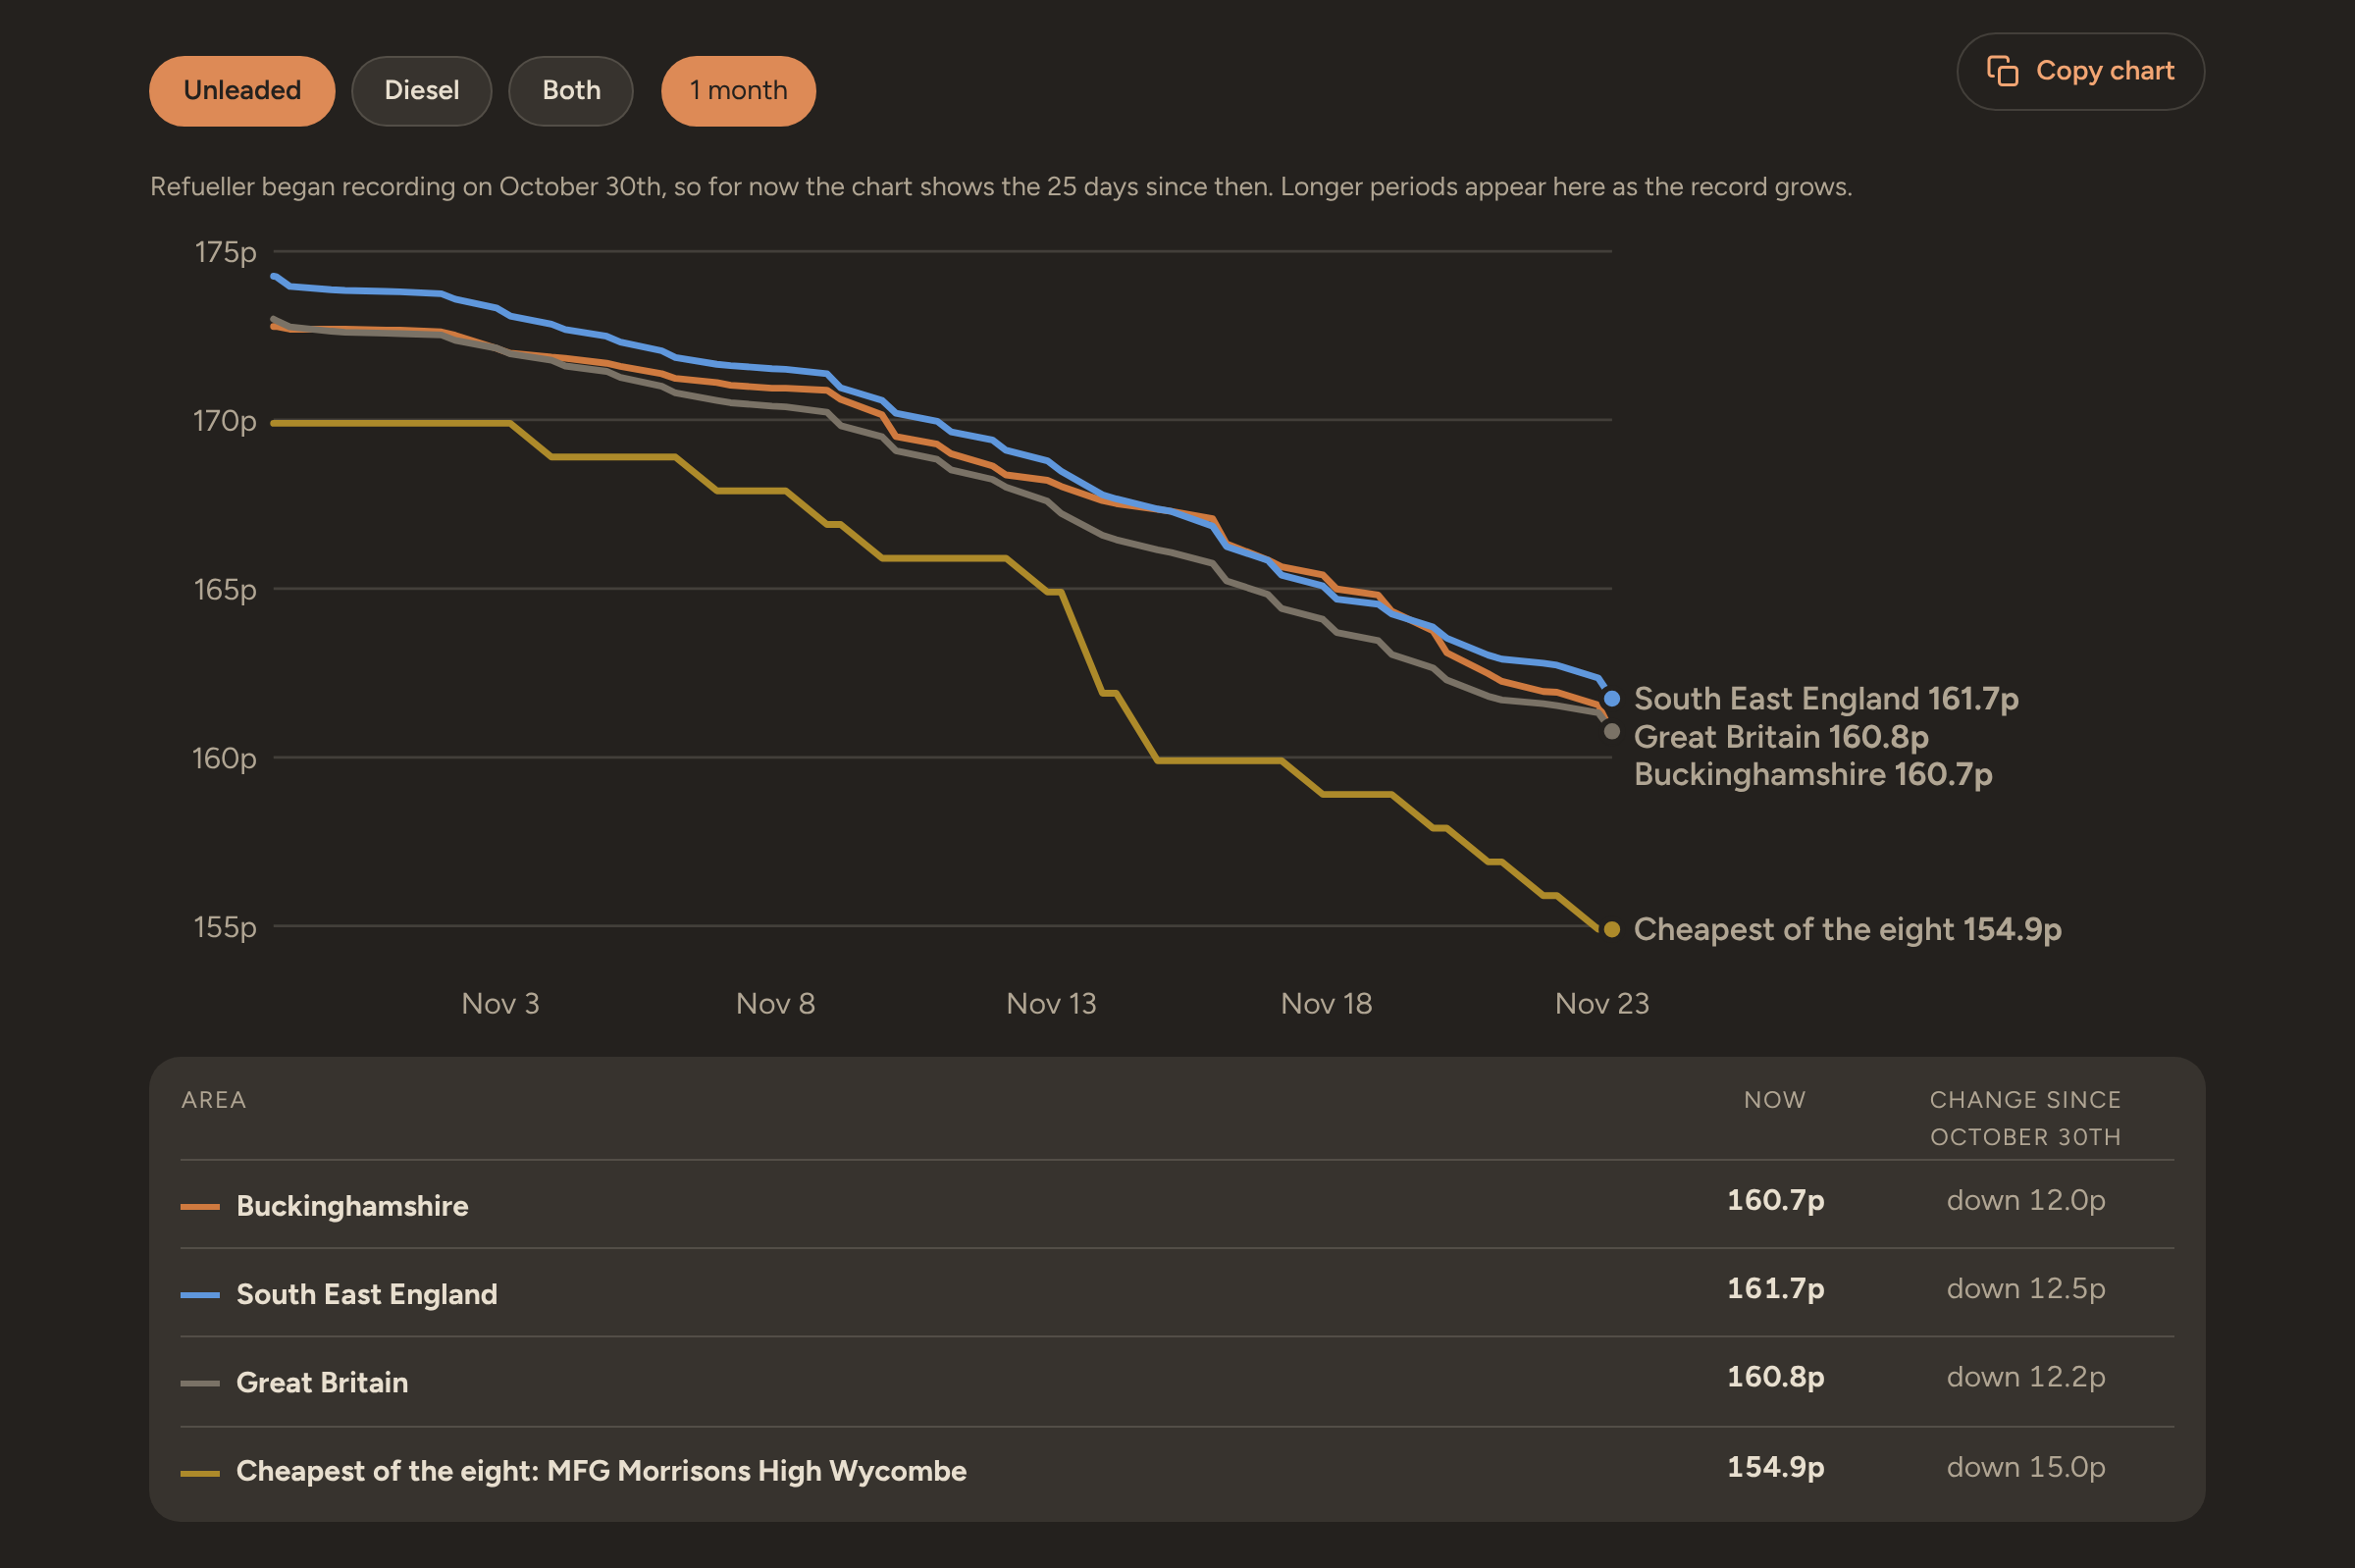 Unleaded
Diesel
Both
1 month
Copy chart
Refueller began recording on October 30th, so for now the chart shows the 25 days since then. Longer periods appear here as the record grows.
175p
170p
165p
160p
155p
South East England 161.7p
Great Britain 160.8p
Buckinghamshire 160.7p
Cheapest of the eight 154.9p
Nov 3
Nov 8
Nov 13
Nov 18
Nov 23
AREA
NOW
CHANGE SINCE
OCTOBER 30TH
Buckinghamshire
160.7p
down 12.0p
South East England
161.7p
down 12.5p
Great Britain
160.8p
down 12.2p
Cheapest of the eight: MFG Morrisons High Wycombe
154.9p
down 15.0p